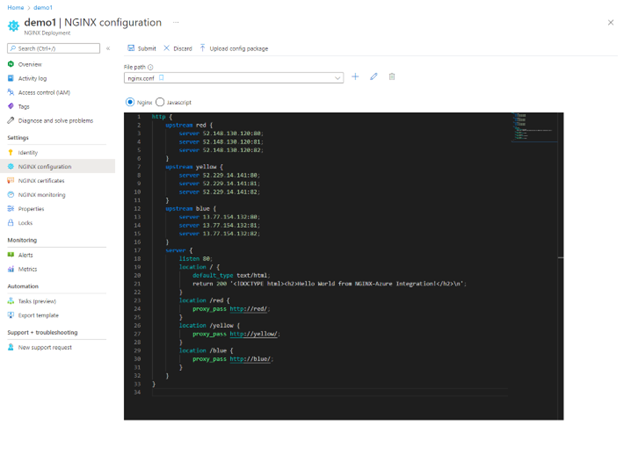 Home > demo1
demo1 | NGINX configuration ...
NGINX Deployment
Search (Ctrl+/)
«
Submit
Discard
Upload config package
Overview
Activity log
Access control (IAM)
Tags
Diagnose and solve problems
Settings
Identity
NGINX configuration
NGINX certificates
NGINX monitoring
Properties
Locks
Monitoring
Alerts
Metrics
Automation
Tasks (preview)
Export template
Support + troubleshooting
New support request
File path
nginx.conf
Nginx
Javascript
1 http {
2 upstream red {
3 server 52.148.130.120:80;
4 server 52.148.130.120:81;
5 server 52.148.130.120:82;
6 }
7 upstream yellow {
8 server 52.229.14.141:80;
9 server 52.229.14.141:81;
10 server 52.229.14.141:82;
11 }
12 upstream blue {
13 server 13.77.154.132:80;
14 server 13.77.154.132:81;
15 server 13.77.154.132:82;
16 }
17 server {
18 listen 80;
19 location / {
20 default_type text/html;
21 return 200 '<!DOCTYPE html><h2>Hello World from NGINX-Azure Integration!</h2>\n';
22 }
23 location /red {
24 proxy_pass http://red/;
25 }
26 location /yellow {
27 proxy_pass http://yellow/;
28 }
29 location /blue {
30 proxy_pass http://blue/;
31 }
32 }
33 }
34